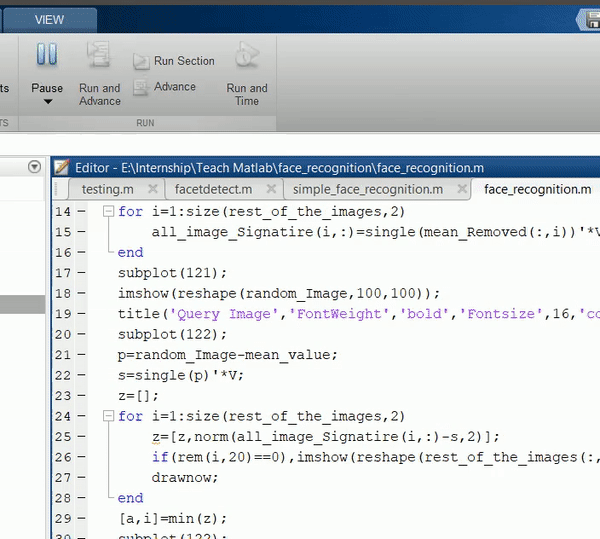 VIEW
Pause
Run and
Advance
Run Section
Advance
Run and
Time
RUN
Editor - E:\Internship\Teach Matlab\face_recognition\face_recognition.m
testing.m
facetdetect.m
simple_face_recognition.m
face_recognition.m
14 – for i=1:size(rest_of_the_images,2)
15 – all_image_Signatire(i,:)=single(mean_Removed(:,i))'*V
16 – end
17 – subplot(121);
18 – imshow(reshape(random_Image,100,100));
19 – title('Query Image','FontWeight','bold','Fontsize',16,'co
20 – subplot(122);
21 – p=random_Image-mean_value;
22 – s=single(p)'*V;
23 – z=[];
24 – for i=1:size(rest_of_the_images,2)
25 – z=[z,norm(all_image_Signatire(i,:)-s,2)];
26 – if(rem(i,20)==0),imshow(reshape(rest_of_the_images(:,
27 – drawnow;
28 – end
29 – [a,i]=min(z);
30 – subplot(122);